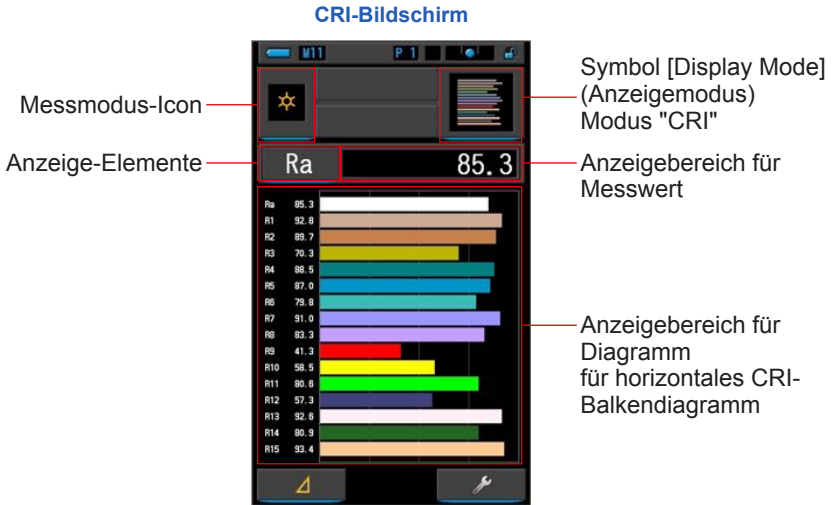 CRI-Bildschirm
M11 P 1
Messmodus-Icon
Symbol [Display Mode]
(Anzeigemodus)
Modus "CRI"
Anzeige-Elemente
Ra 85.3
Anzeigebereich für
Messwert
Ra 85.3
R1 92.8
R2 89.7
R3 70.3
R4 88.5
R5 87.0
R6 79.8
R7 91.0
R8 83.3
R9 41.3
R10 58.5
R11 80.6
R12 57.3
R13 92.6
R14 80.9
R15 93.4
Anzeigebereich für
Diagramm
für horizontales CRI-
Balkendiagramm